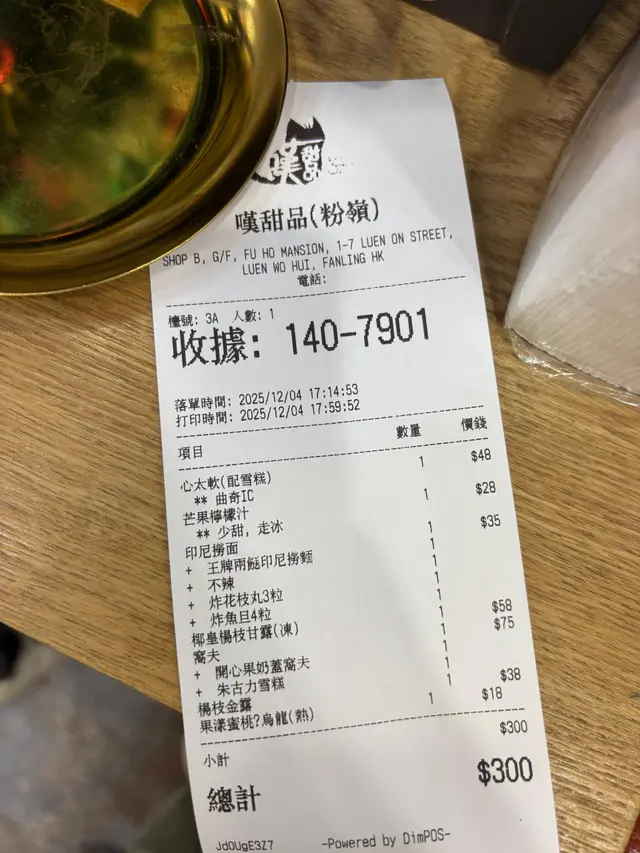 嘆
嘆甜品(粉嶺)
SHOP B, G/F, FU HO MANSION, 1-7 LUEN ON STREET,
LUEN WO HUI, FANLING HK
電話:
檯號: 3A 人數: 1
收據: 140-7901
落單時間: 2025/12/04 17:14:53
打印時間: 2025/12/04 17:59:52
項目 數量 價錢
心太軟(配雪糕) 1 $48
** 曲奇IC
芒果檸檬汁 1 $28
** 少甜, 走冰
印尼撈面 1 $35
+ 王牌兩餸印尼撈麵 1
+ 不辣 1
+ 炸花枝丸3粒 1
+ 炸魚旦4粒 1
椰皇楊枝甘露(凍) 1 $58
窩夫 1 $75
+ 開心果奶蓋窩夫 1
+ 朱古力雪糕 1
楊枝金露 1 $38
果漾蜜桃?烏龍(熱) 1 $18
小計 $300
總計 $300
JdOUgE3Z7 -Powered by DimPOS-